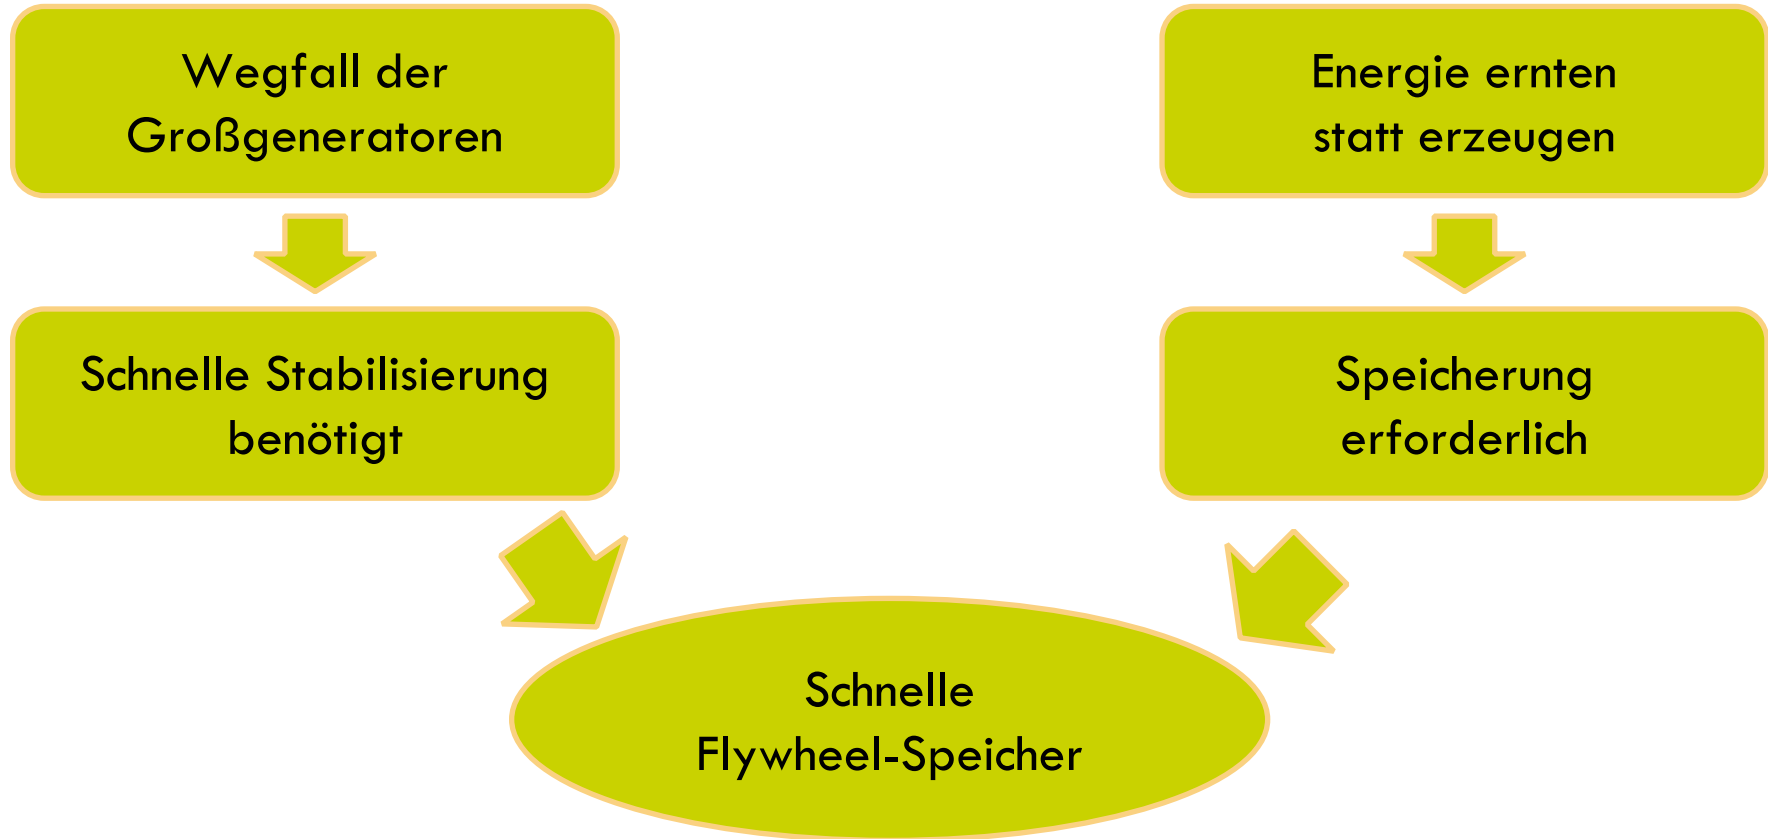 Wegfall der
Großgeneratoren
Energie ernten
statt erzeugen
Schnelle Stabilisierung
benötigt
Speicherung
erforderlich
Schnelle
Flywheel-Speicher